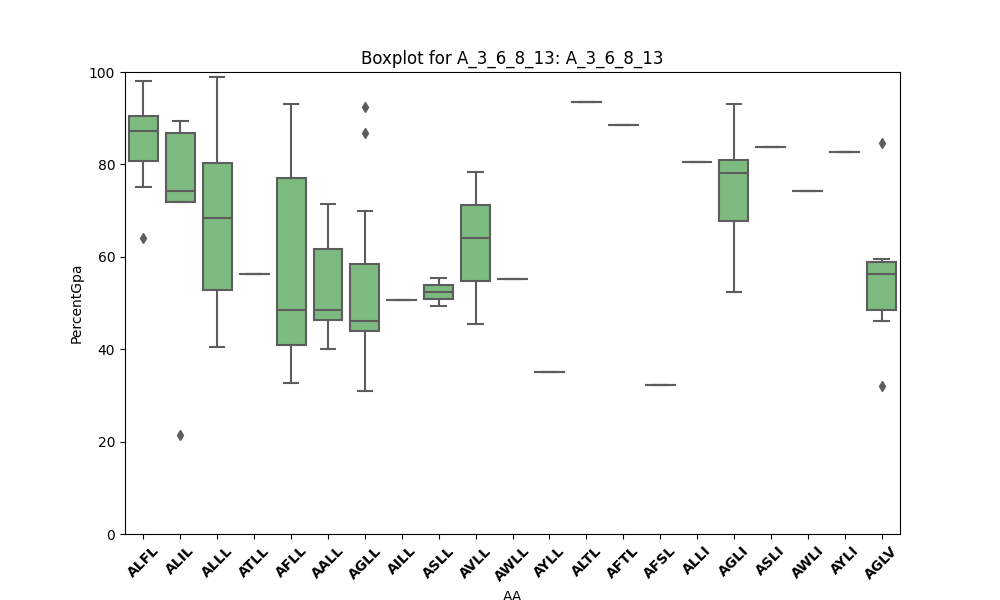 Boxplot for A_3_6_8_13: A_3_6_8_13
100
80
60
40
20
0
PercentGpa
ALFL
ALIL
ALLL
ATLL
AFLL
AALL
AGLL
AILL
ASLL
AVLL
AWLL
AYLL
ALTL
AFTL
AFSL
ALLI
AGLI
ASLI
AWLI
AYLI
AGLV
AA